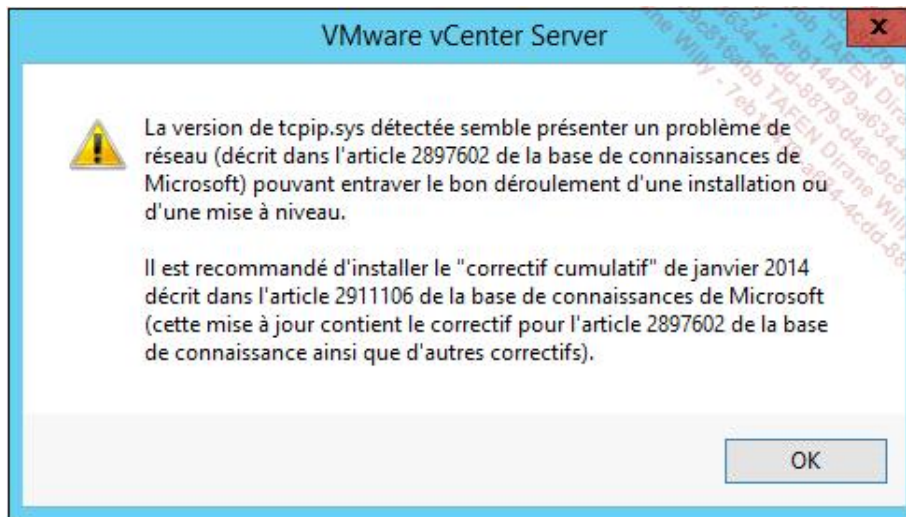 VMware vCenter Server
x
La version de tcpip.sys détectée semble présenter un problème de
réseau (décrit dans l'article 2897602 de la base de connaissances de
Microsoft) pouvant entraver le bon déroulement d'une installation ou
d'une mise à niveau.
Il est recommandé d'installer le "correctif cumulatif" de janvier 2014
décrit dans l'article 2911106 de la base de connaissances de Microsoft
(cette mise à jour contient le correctif pour l'article 2897602 de la base
de connaissance ainsi que d'autres correctifs).
OK